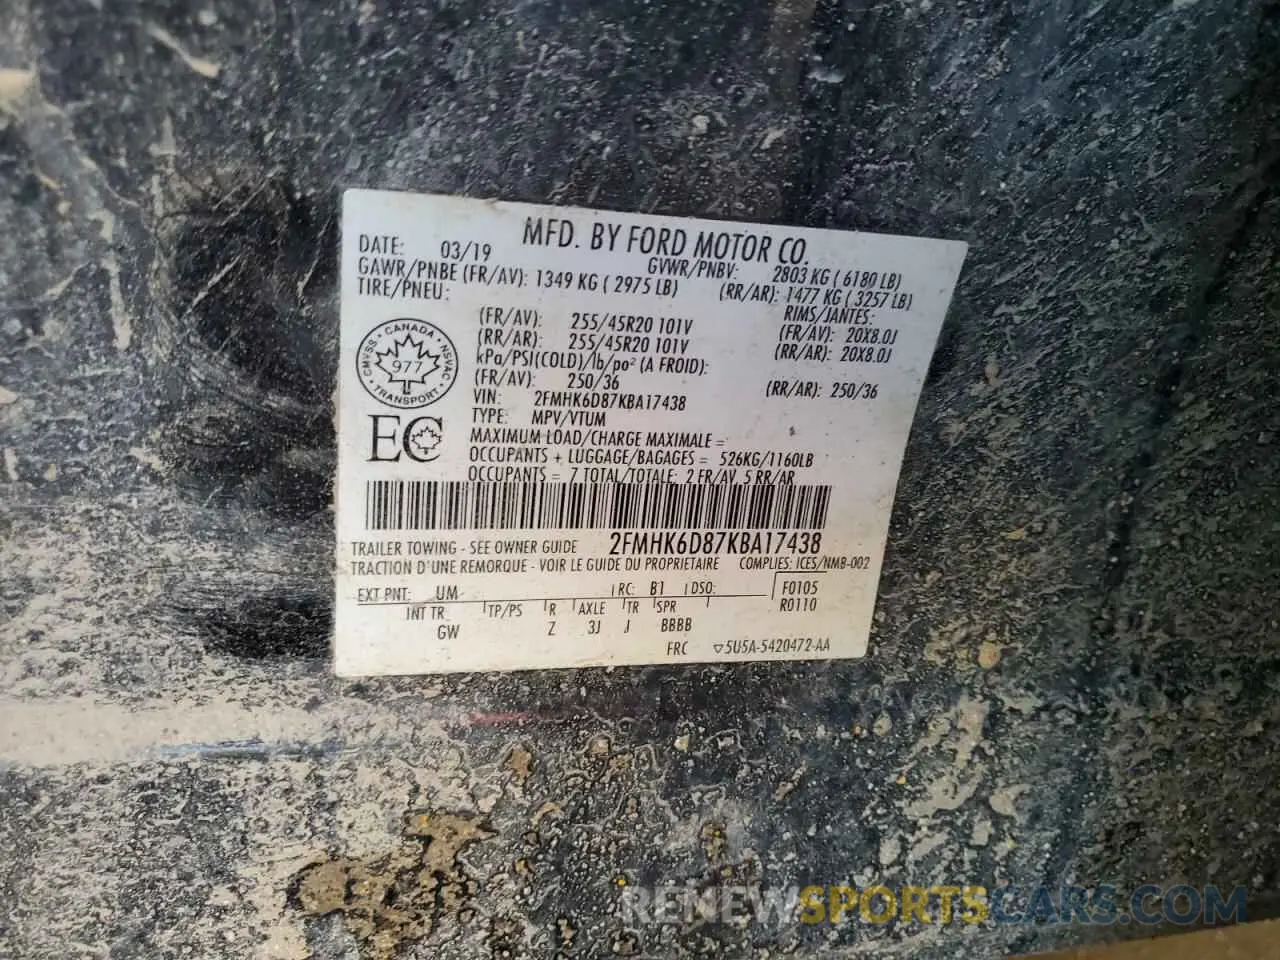 MFD. BY FORD MOTOR CO.
DATE: 03/19 GVWR/PNBV: 2803 KG ( 6180 LB)
GAWR/PNBE (FR/AV): 1349 KG ( 2975 LB) (RR/AR): 1477 KG ( 3257 LB)
TIRE/PNEU: RIMS/JANTES:
(FR/AV): 255/45R20 101V (FR/AV): 20X8.0J
(RR/AR): 255/45R20 101V (RR/AR): 20X8.0J
kPa/PSI(COLD)/lb/po² (A FROID):
(FR/AV): 250/36 (RR/AR): 250/36
CANADA
CMVSS NSVAC
977
TRANSPORT
VIN: 2FMHK6D87KBA17438
TYPE: MPV/VTUM
EC
MAXIMUM LOAD/CHARGE MAXIMALE =
OCCUPANTS + LUGGAGE/BAGAGES = 526KG/1160LB
OCCUPANTS = 7 TOTAL/TOTALE: 2 FR/AV 5 RR/AR
2FMHK6D87KBA17438
TRAILER TOWING - SEE OWNER GUIDE
TRACTION D'UNE REMORQUE - VOIR LE GUIDE DU PROPRIETAIRE COMPLIES: ICES/NMB-002
EXT PNT: UM RC: B1 DSO: F0105
INT TR TP/PS R AXLE TR SPR R0110
GW Z 3J J BBBB
FRC ▽5U5A-5420472-AA
RENEWSPORTSCARS.COM